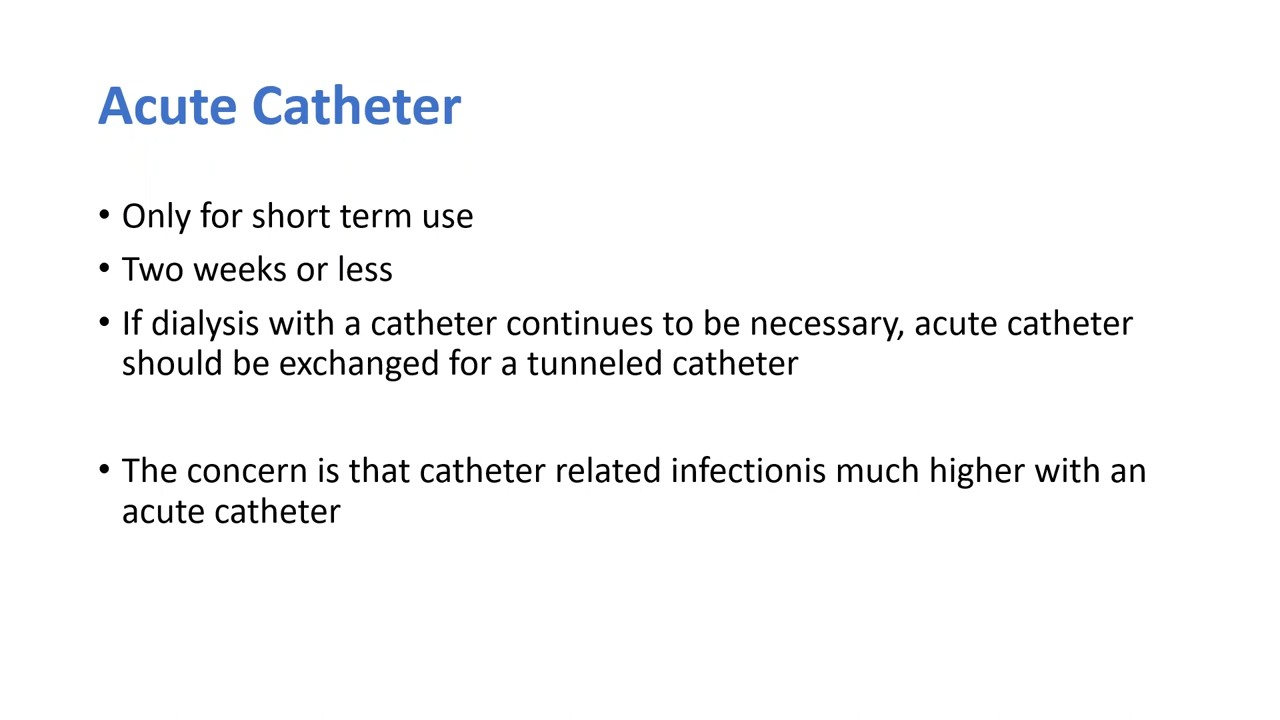 Acute Catheter
• Only for short term use
• Two weeks or less
• If dialysis with a catheter continues to be necessary, acute catheter
should be exchanged for a tunneled catheter
• The concern is that catheter related infectionis much higher with an
acute catheter